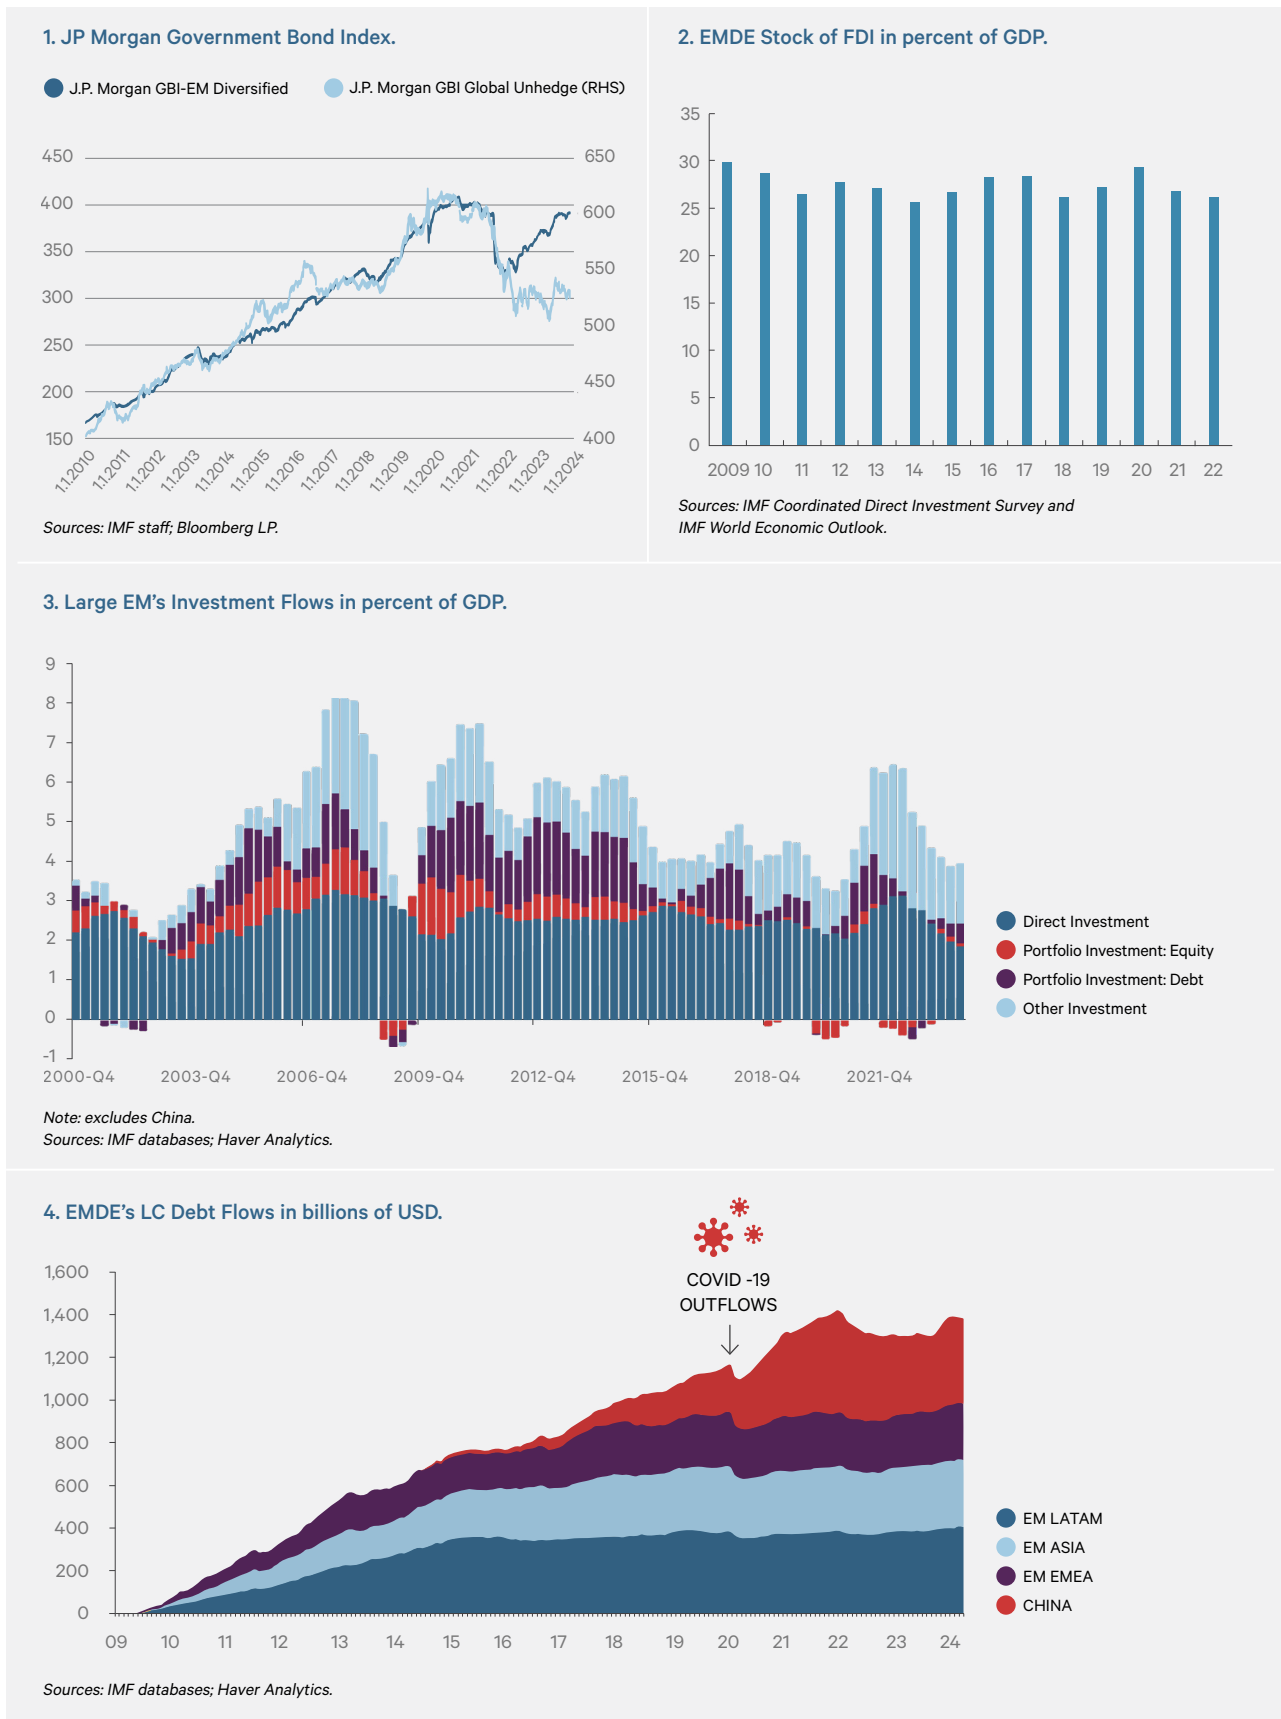 1. JP Morgan Government Bond Index.
J.P. Morgan GBI-EM Diversified
J.P. Morgan GBI Global Unhedge (RHS)
450
400
350
300
250
200
150
650
600
550
500
450
400
1.1.2010
1.1.2011
1.1.2012
1.1.2013
1.1.2014
1.1.2015
1.1.2016
1.1.2017
1.1.2018
1.1.2019
1.1.2020
1.1.2021
1.1.2022
1.1.2023
1.1.2024
Sources: IMF staff; Bloomberg LP.
2. EMDE Stock of FDI in percent of GDP.
35
30
25
20
15
10
5
0
2009 10 11 12 13 14 15 16 17 18 19 20 21 22
Sources: IMF Coordinated Direct Investment Survey and
IMF World Economic Outlook.
3. Large EM’s Investment Flows in percent of GDP.
9
8
7
6
5
4
3
2
1
0
-1
2000-Q4 2003-Q4 2006-Q4 2009-Q4 2012-Q4 2015-Q4 2018-Q4 2021-Q4
Direct Investment
Portfolio Investment: Equity
Portfolio Investment: Debt
Other Investment
Note: excludes China.
Sources: IMF databases; Haver Analytics.
4. EMDE’s LC Debt Flows in billions of USD.
COVID -19
OUTFLOWS
1,600
1,400
1,200
1,000
800
600
400
200
0
09 10 11 12 13 14 15 16 17 18 19 20 21 22 23 24
EM LATAM
EM ASIA
EM EMEA
CHINA
Sources: IMF databases; Haver Analytics.